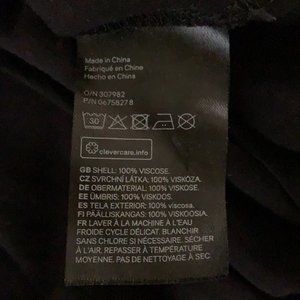 Made in China
Fabriqué en Chine
Hecho en China
O/N 307982
P/N 06758278
30
clevercare.info
GB SHELL: 100% VISCOSE.
CZ SVRCHNÍ LÁTKA: 100% VISKÓZA.
DE OBERMATERIAL: 100% VISKOSE.
EE ÜMBRIS: 100% VISKOOS.
ES TELA EXTERIOR: 100% viscosa.
FI PÄÄLLISKANGAS: 100% VISKOOSIA.
FR LAVER À LA MACHINE À L'EAU
FROIDE CYCLE DÉLICAT. BLANCHIR
SANS CHLORE SI NÉCESSAIRE. SÉCHER
À L'AIR. REPASSER À TEMPÉRATURE
MOYENNE. PAS DE NETTOYAGE À SEC.